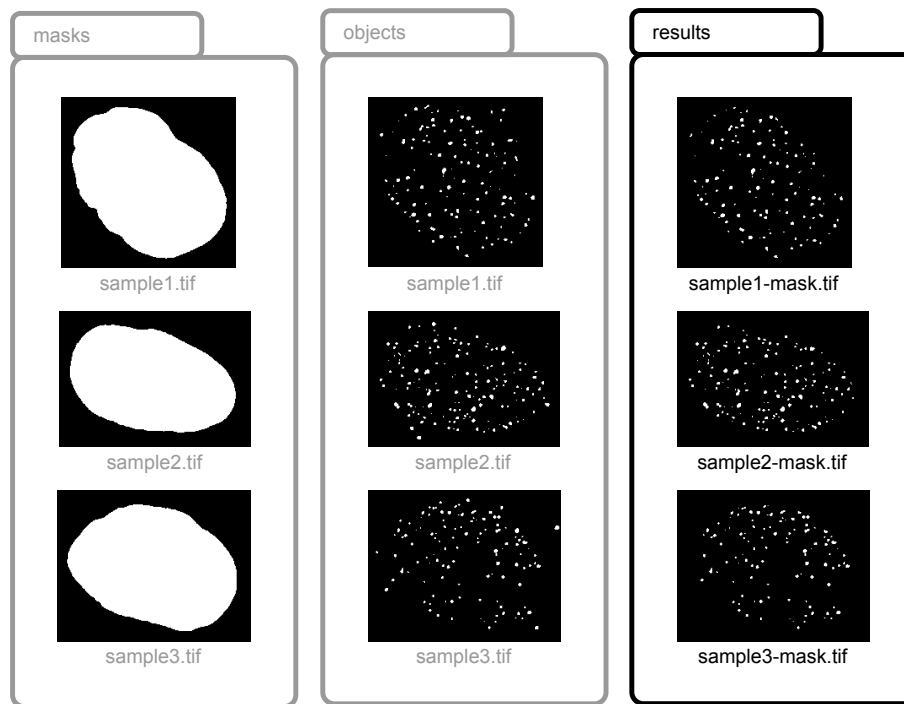 masks
objects
results
sample1.tif
sample1.tif
sample1-mask.tif
sample2.tif
sample2.tif
sample2-mask.tif
sample3.tif
sample3.tif
sample3-mask.tif